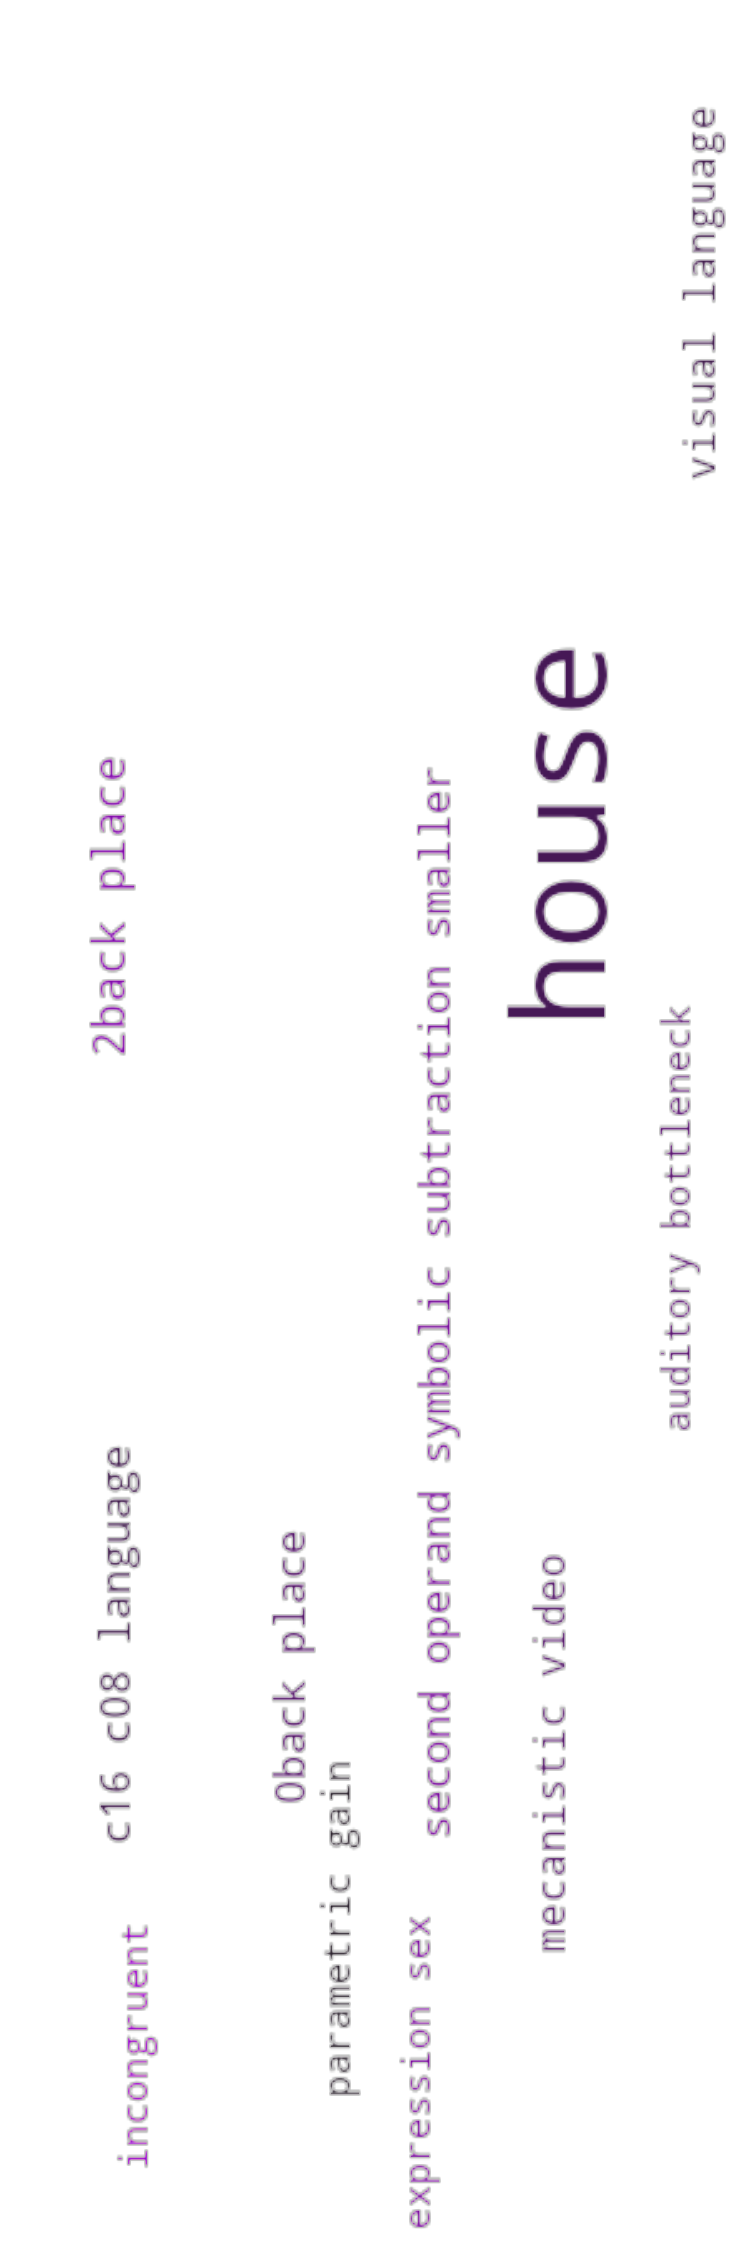 2back place
c16 c08 language
incongruent
0back place
parametric gain
second operand symbolic subtraction smaller
expression sex
house
mecanistic video
auditory bottleneck
visual language